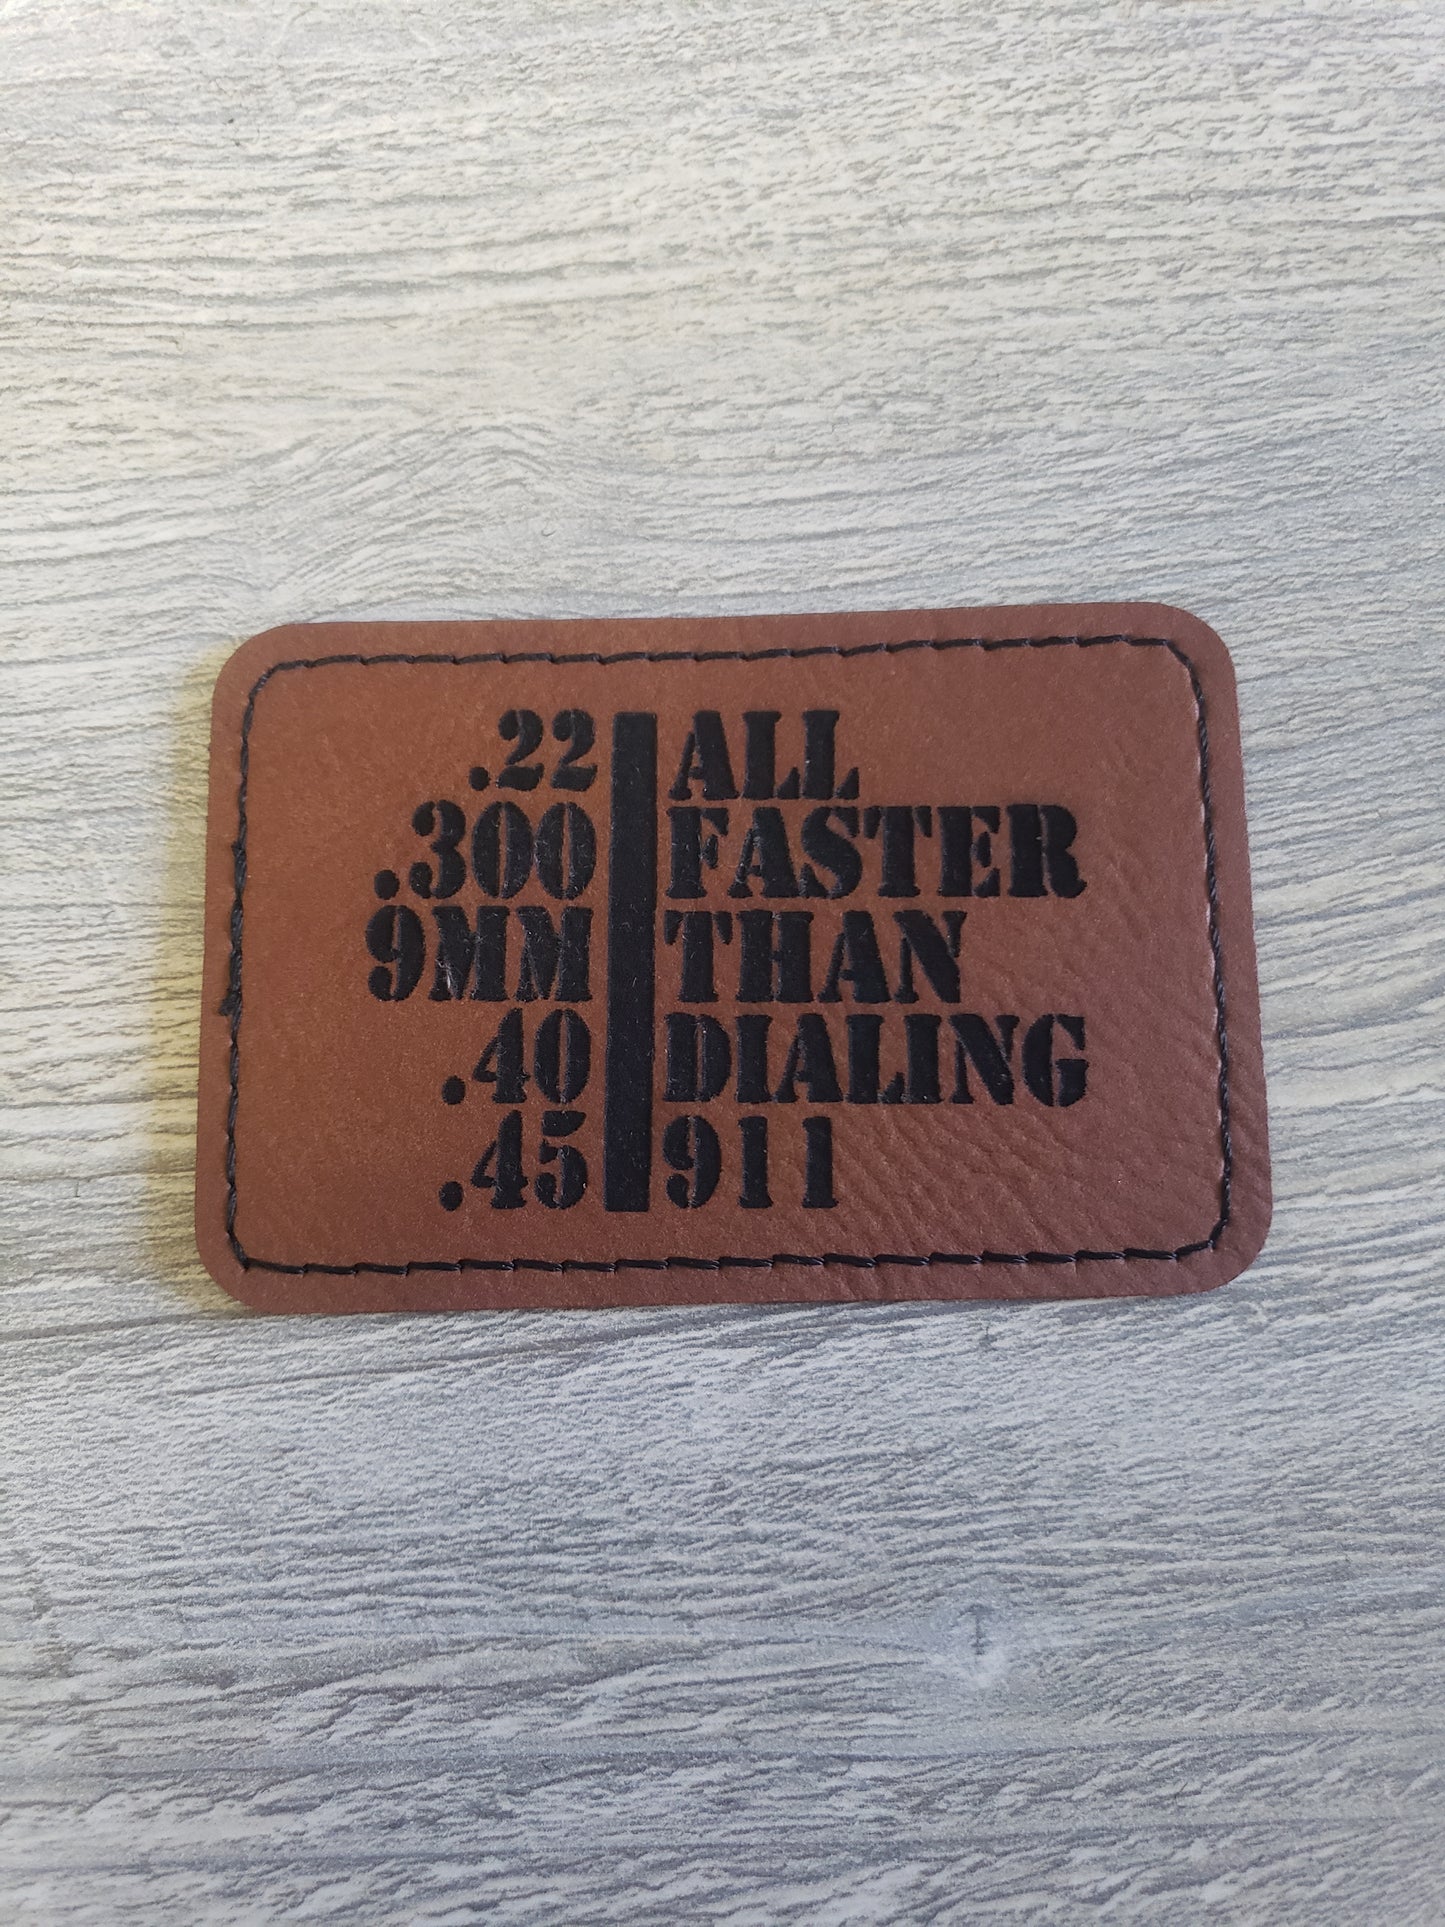 .22
.300
9MM
.40
.45
ALL
FASTER
THAN
DIALING
911